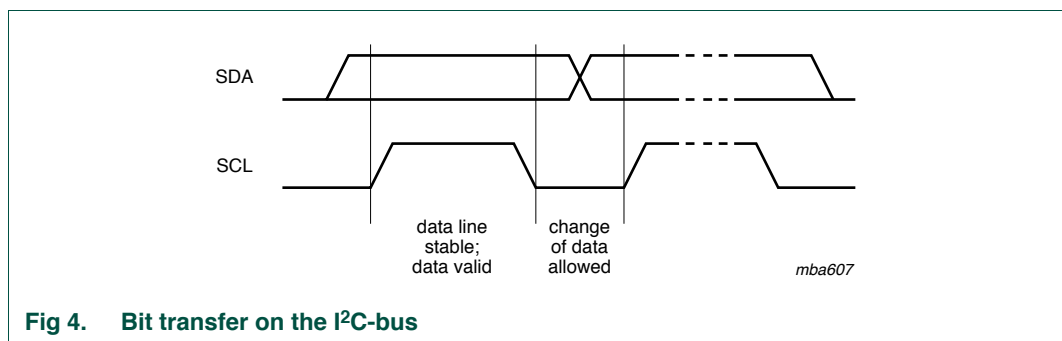 SDA
SCL
data line
stable;
data valid
change
of data
allowed
mba607
Fig 4. Bit transfer on the I²C-bus